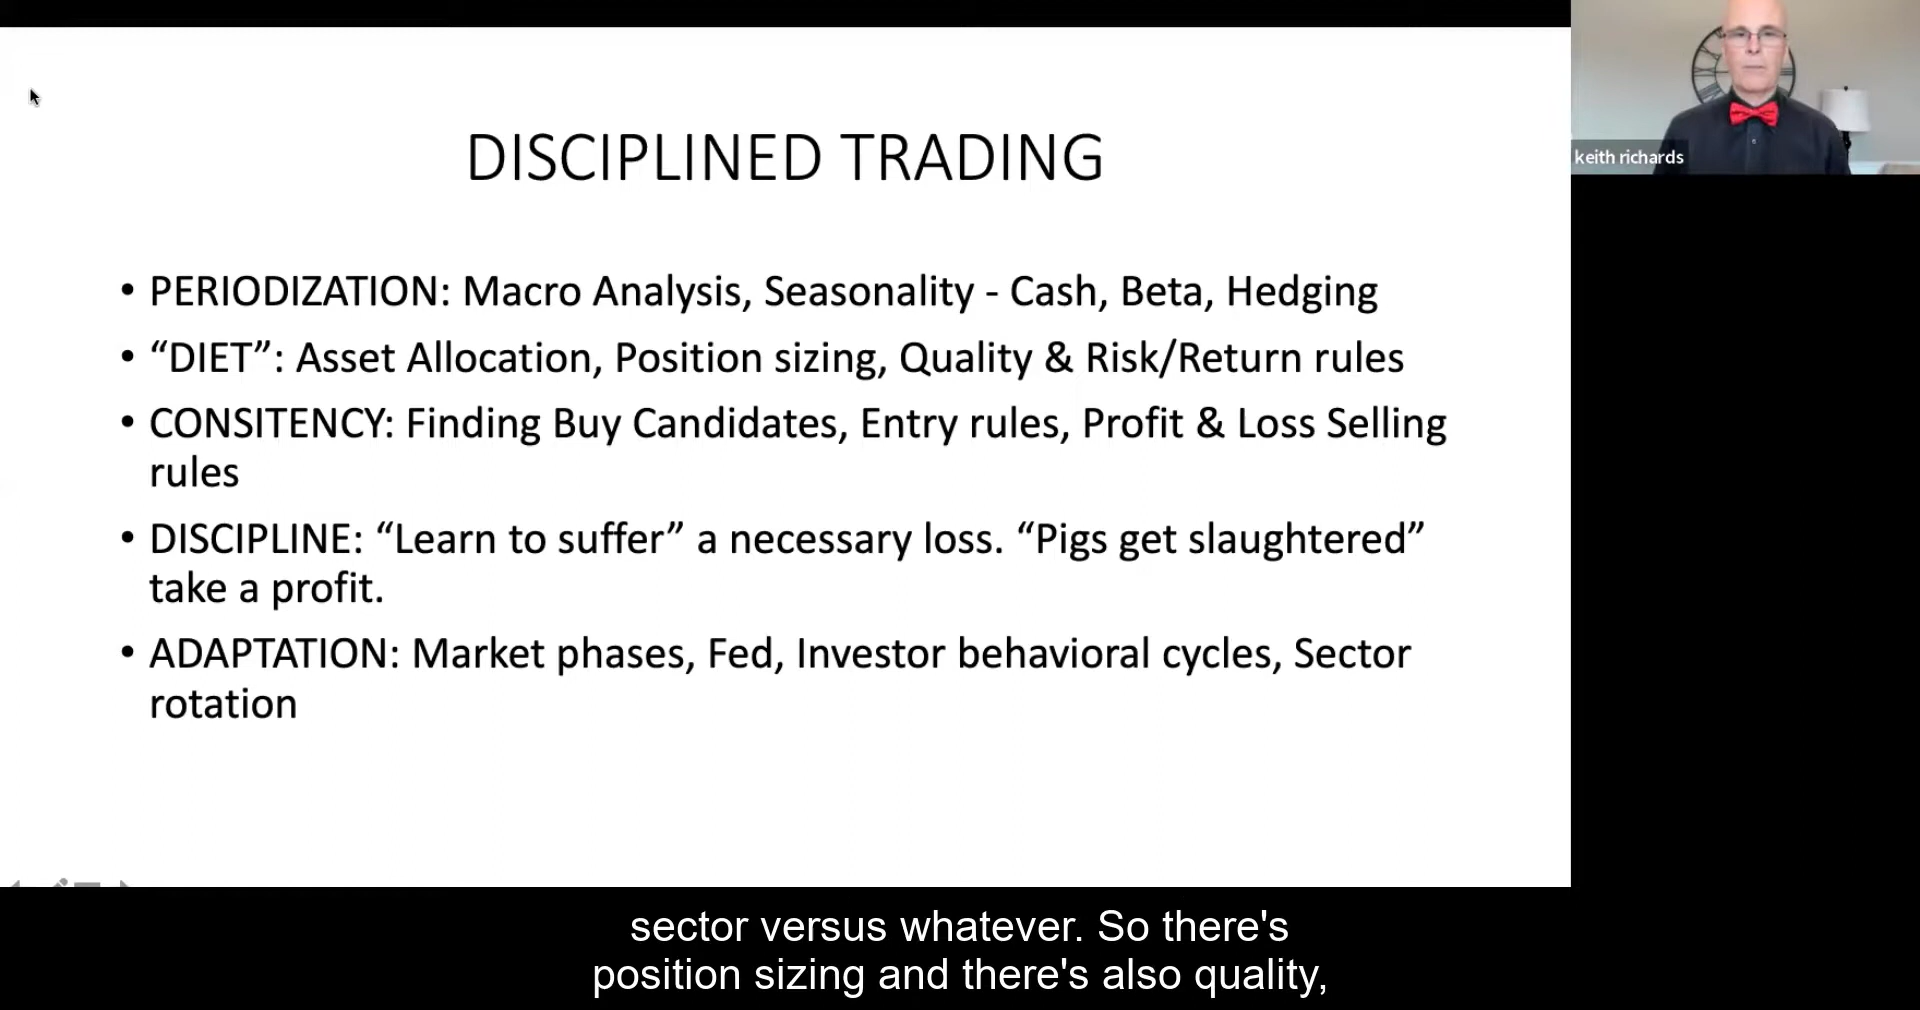 DISCIPLINED TRADING
keith richards
• PERIODIZATION: Macro Analysis, Seasonality - Cash, Beta, Hedging
• “DIET”: Asset Allocation, Position sizing, Quality & Risk/Return rules
• CONSITENCY: Finding Buy Candidates, Entry rules, Profit & Loss Selling
rules
• DISCIPLINE: “Learn to suffer” a necessary loss. “Pigs get slaughtered”
take a profit.
• ADAPTATION: Market phases, Fed, Investor behavioral cycles, Sector
rotation
sector versus whatever. So there's
position sizing and there's also quality,